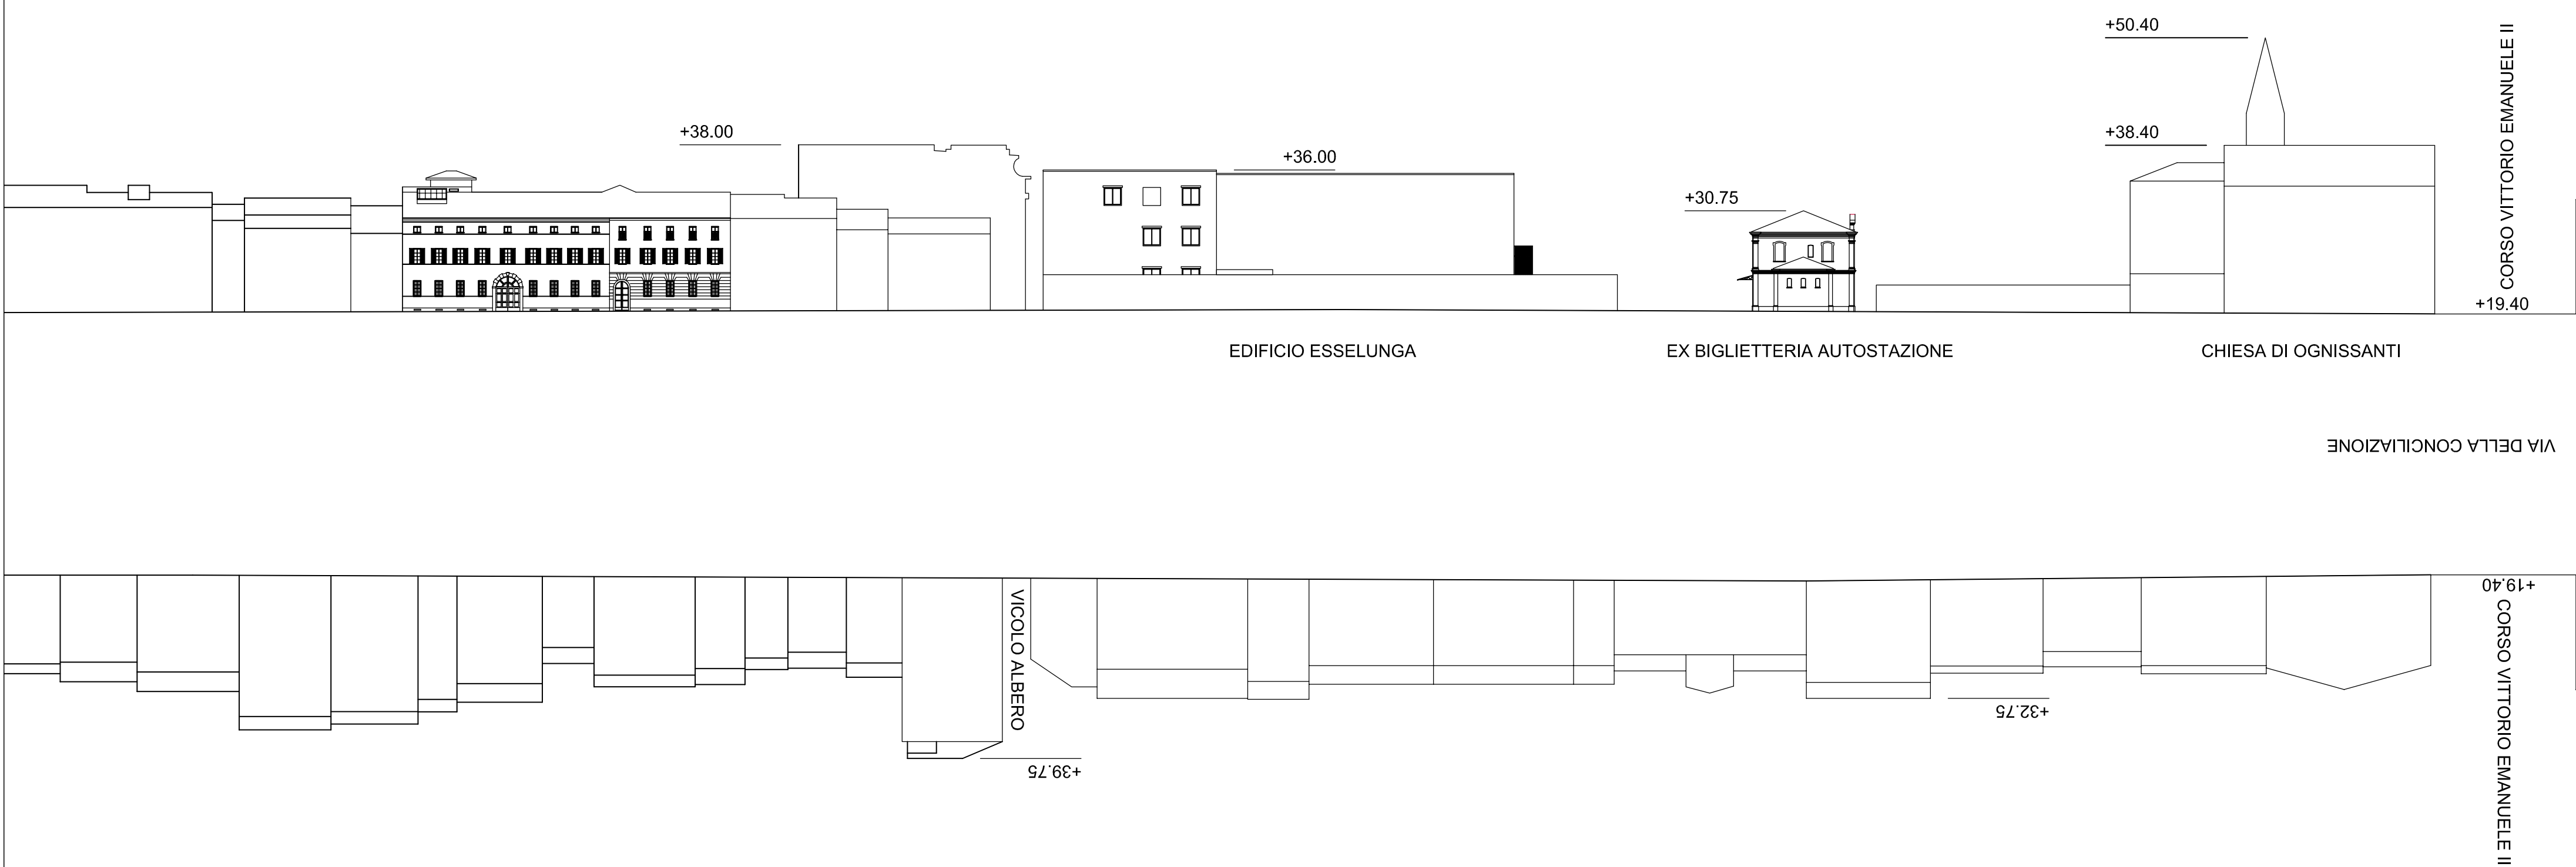 +50.40
CORSO VITTORIO EMANUELE II
+38.00
+38.40
+36.00
+30.75
+19.40
EDIFICIO ESSELUNGA
EX BIGLIETTERIA AUTOSTAZIONE
CHIESA DI OGNISSANTI
VIA DELLA CONCILIAZIONE
+19.40
VICOLO ALBERO
CORSO VITTORIO EMANUELE II
+32.75
+39.75